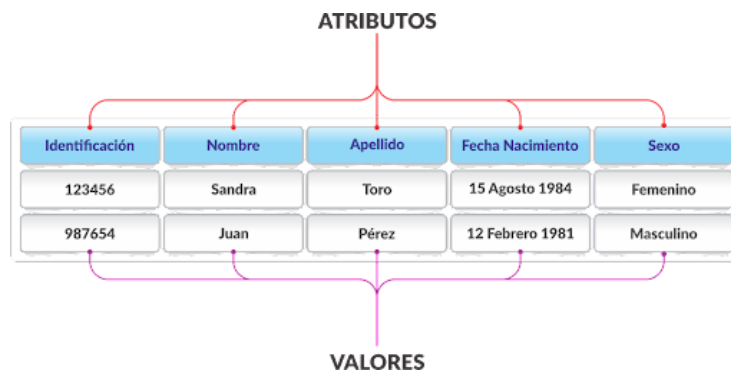 ATRIBUTOS
Identificación Nombre Apellido Fecha Nacimiento Sexo
123456 Sandra Toro 15 Agosto 1984 Femenino
987654 Juan Pérez 12 Febrero 1981 Masculino
VALORES